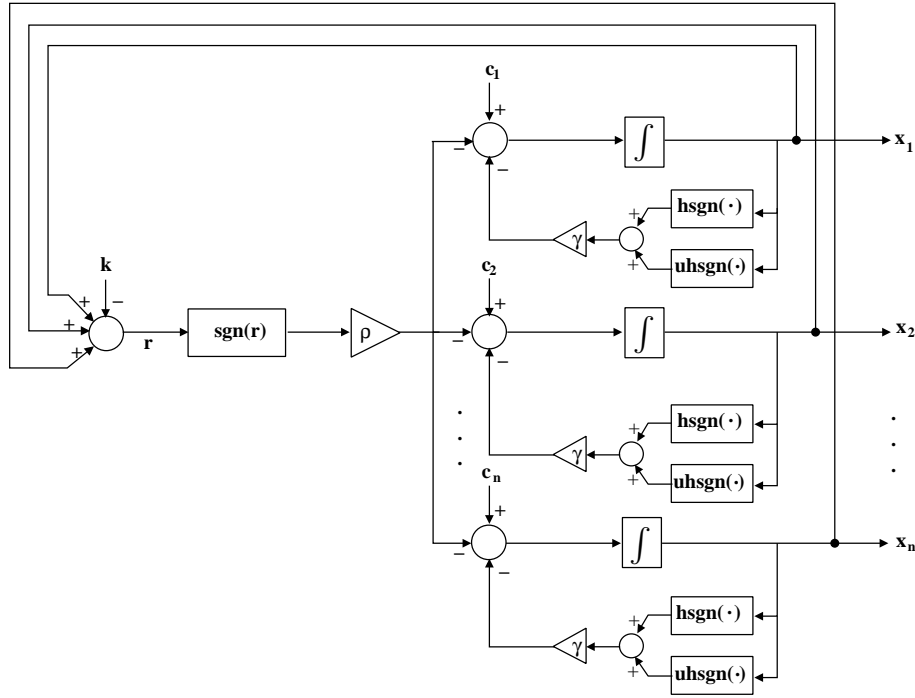 c1
+
−
−
∫
x1
hsgn(·)
+
γ
+
uhsgn(·)
k
−
+
+
+
r
sgn(r)
ρ
c2
+
−
−
∫
x2
hsgn(·)
+
γ
+
uhsgn(·)
cn
+
−
−
∫
xn
hsgn(·)
+
γ
+
uhsgn(·)